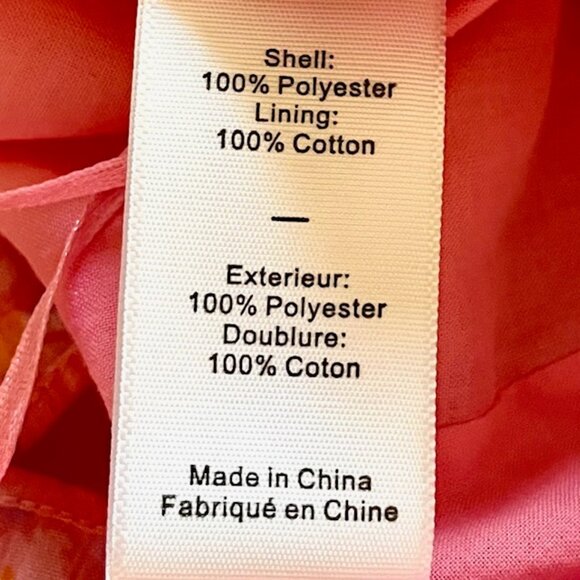 Shell:
100% Polyester
Lining:
100% Cotton
—
Exterieur:
100% Polyester
Doublure:
100% Coton
Made in China
Fabriqué en Chine